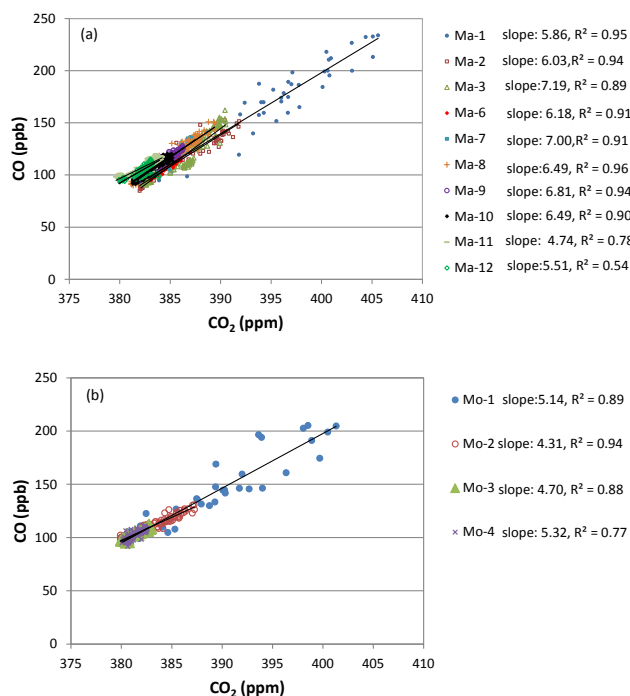 (a)
250
200
150
100
50
0
CO (ppb)
375 380 385 390 395 400 405 410
CO₂ (ppm)
Ma-1 slope: 5.86, R² = 0.95
Ma-2 slope: 6.03, R² = 0.94
Ma-3 slope:7.19, R² = 0.89
Ma-6 slope: 6.18, R² = 0.91
Ma-7 slope: 7.00, R² = 0.91
Ma-8 slope:6.49, R² = 0.96
Ma-9 slope: 6.81, R² = 0.94
Ma-10 slope: 6.49, R² = 0.90
Ma-11 slope: 4.74, R² = 0.78
Ma-12 slope:5.51, R² = 0.54
(b)
250
200
150
100
50
0
CO (ppb)
375 380 385 390 395 400 405
CO₂ (ppm)
Mo-1 slope:5.14, R² = 0.89
Mo-2 slope: 4.31, R² = 0.94
Mo-3 slope: 4.70, R² = 0.88
Mo-4 slope: 5.32, R² = 0.77